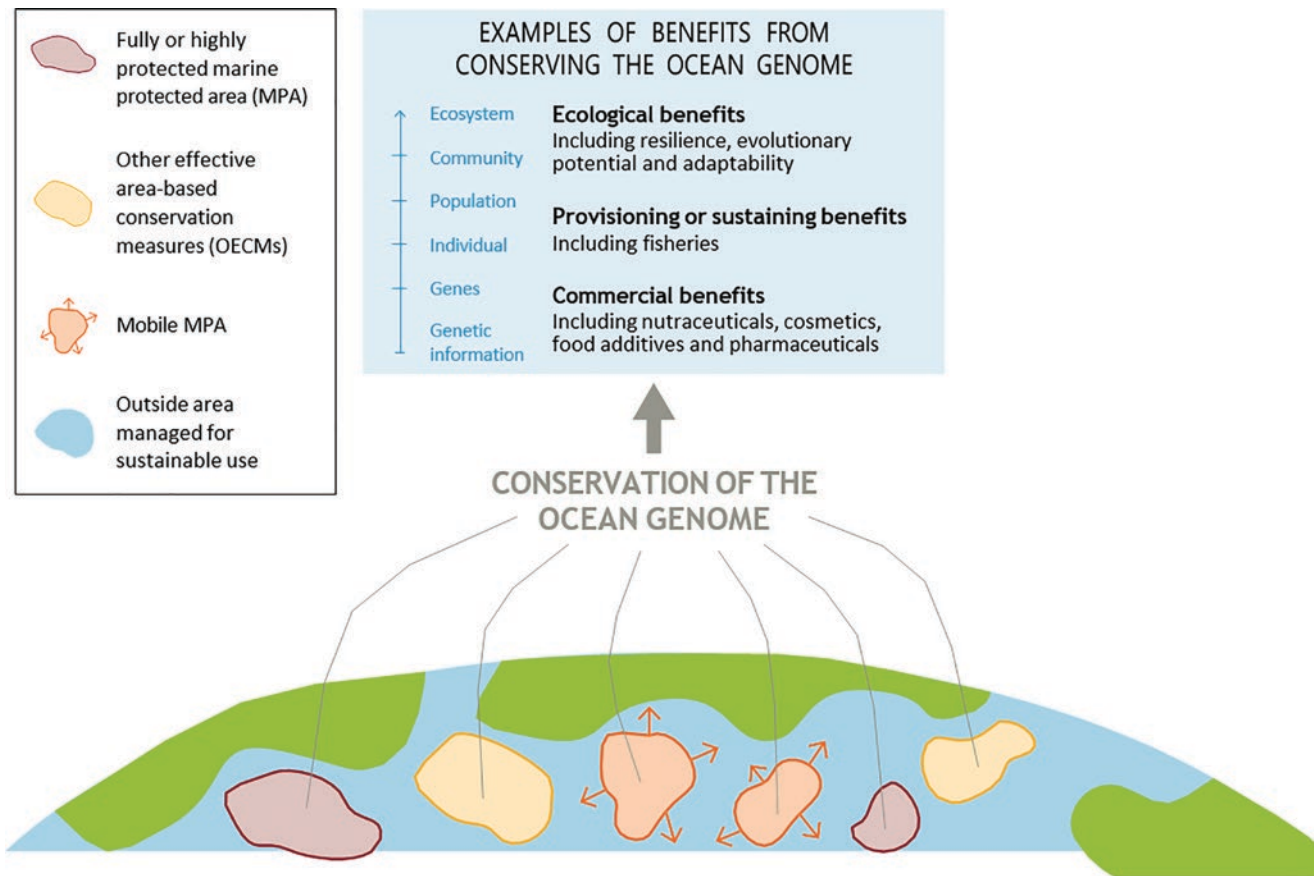 Fully or highly
protected marine
protected area (MPA)
Other effective
area-based
conservation
measures (OECMs)
Mobile MPA
Outside area
managed for
sustainable use
EXAMPLES OF BENEFITS FROM
CONSERVING THE OCEAN GENOME
Ecosystem
Community
Population
Individual
Genes
Genetic
information
Ecological benefits
Including resilience, evolutionary
potential and adaptability
Provisioning or sustaining benefits
Including fisheries
Commercial benefits
Including nutraceuticals, cosmetics,
food additives and pharmaceuticals
CONSERVATION OF THE
OCEAN GENOME